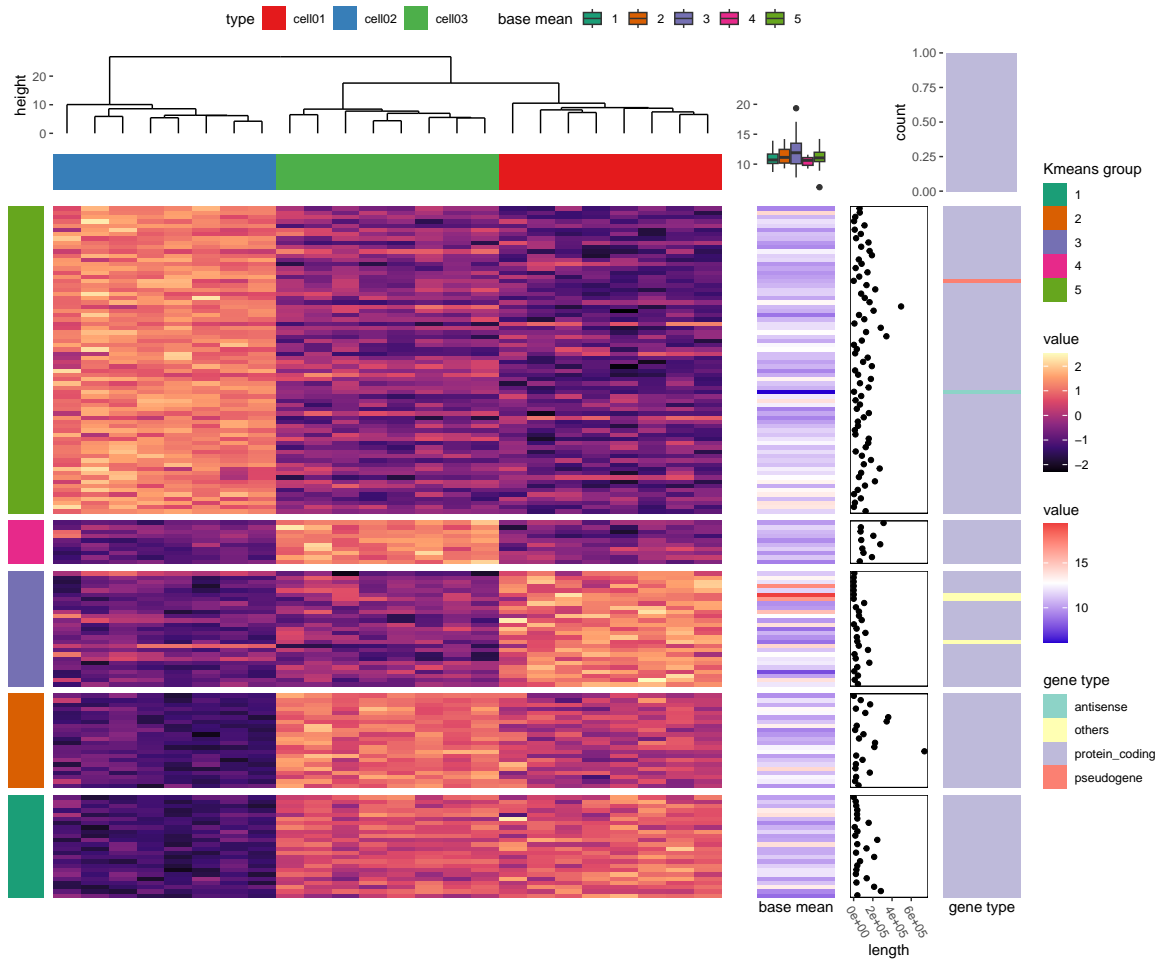 type cell01 cell02 cell03 base mean 1 2 3 4 5
height
20
10
0
20
15
10
count
1.00
0.75
0.50
0.25
0.00
Kmeans group
1
2
3
4
5
value
2
1
0
−1
−2
value
15
10
gene type
antisense
others
protein_coding
pseudogene
base mean
0e+00
2e+05
4e+05
6e+05
length
gene type